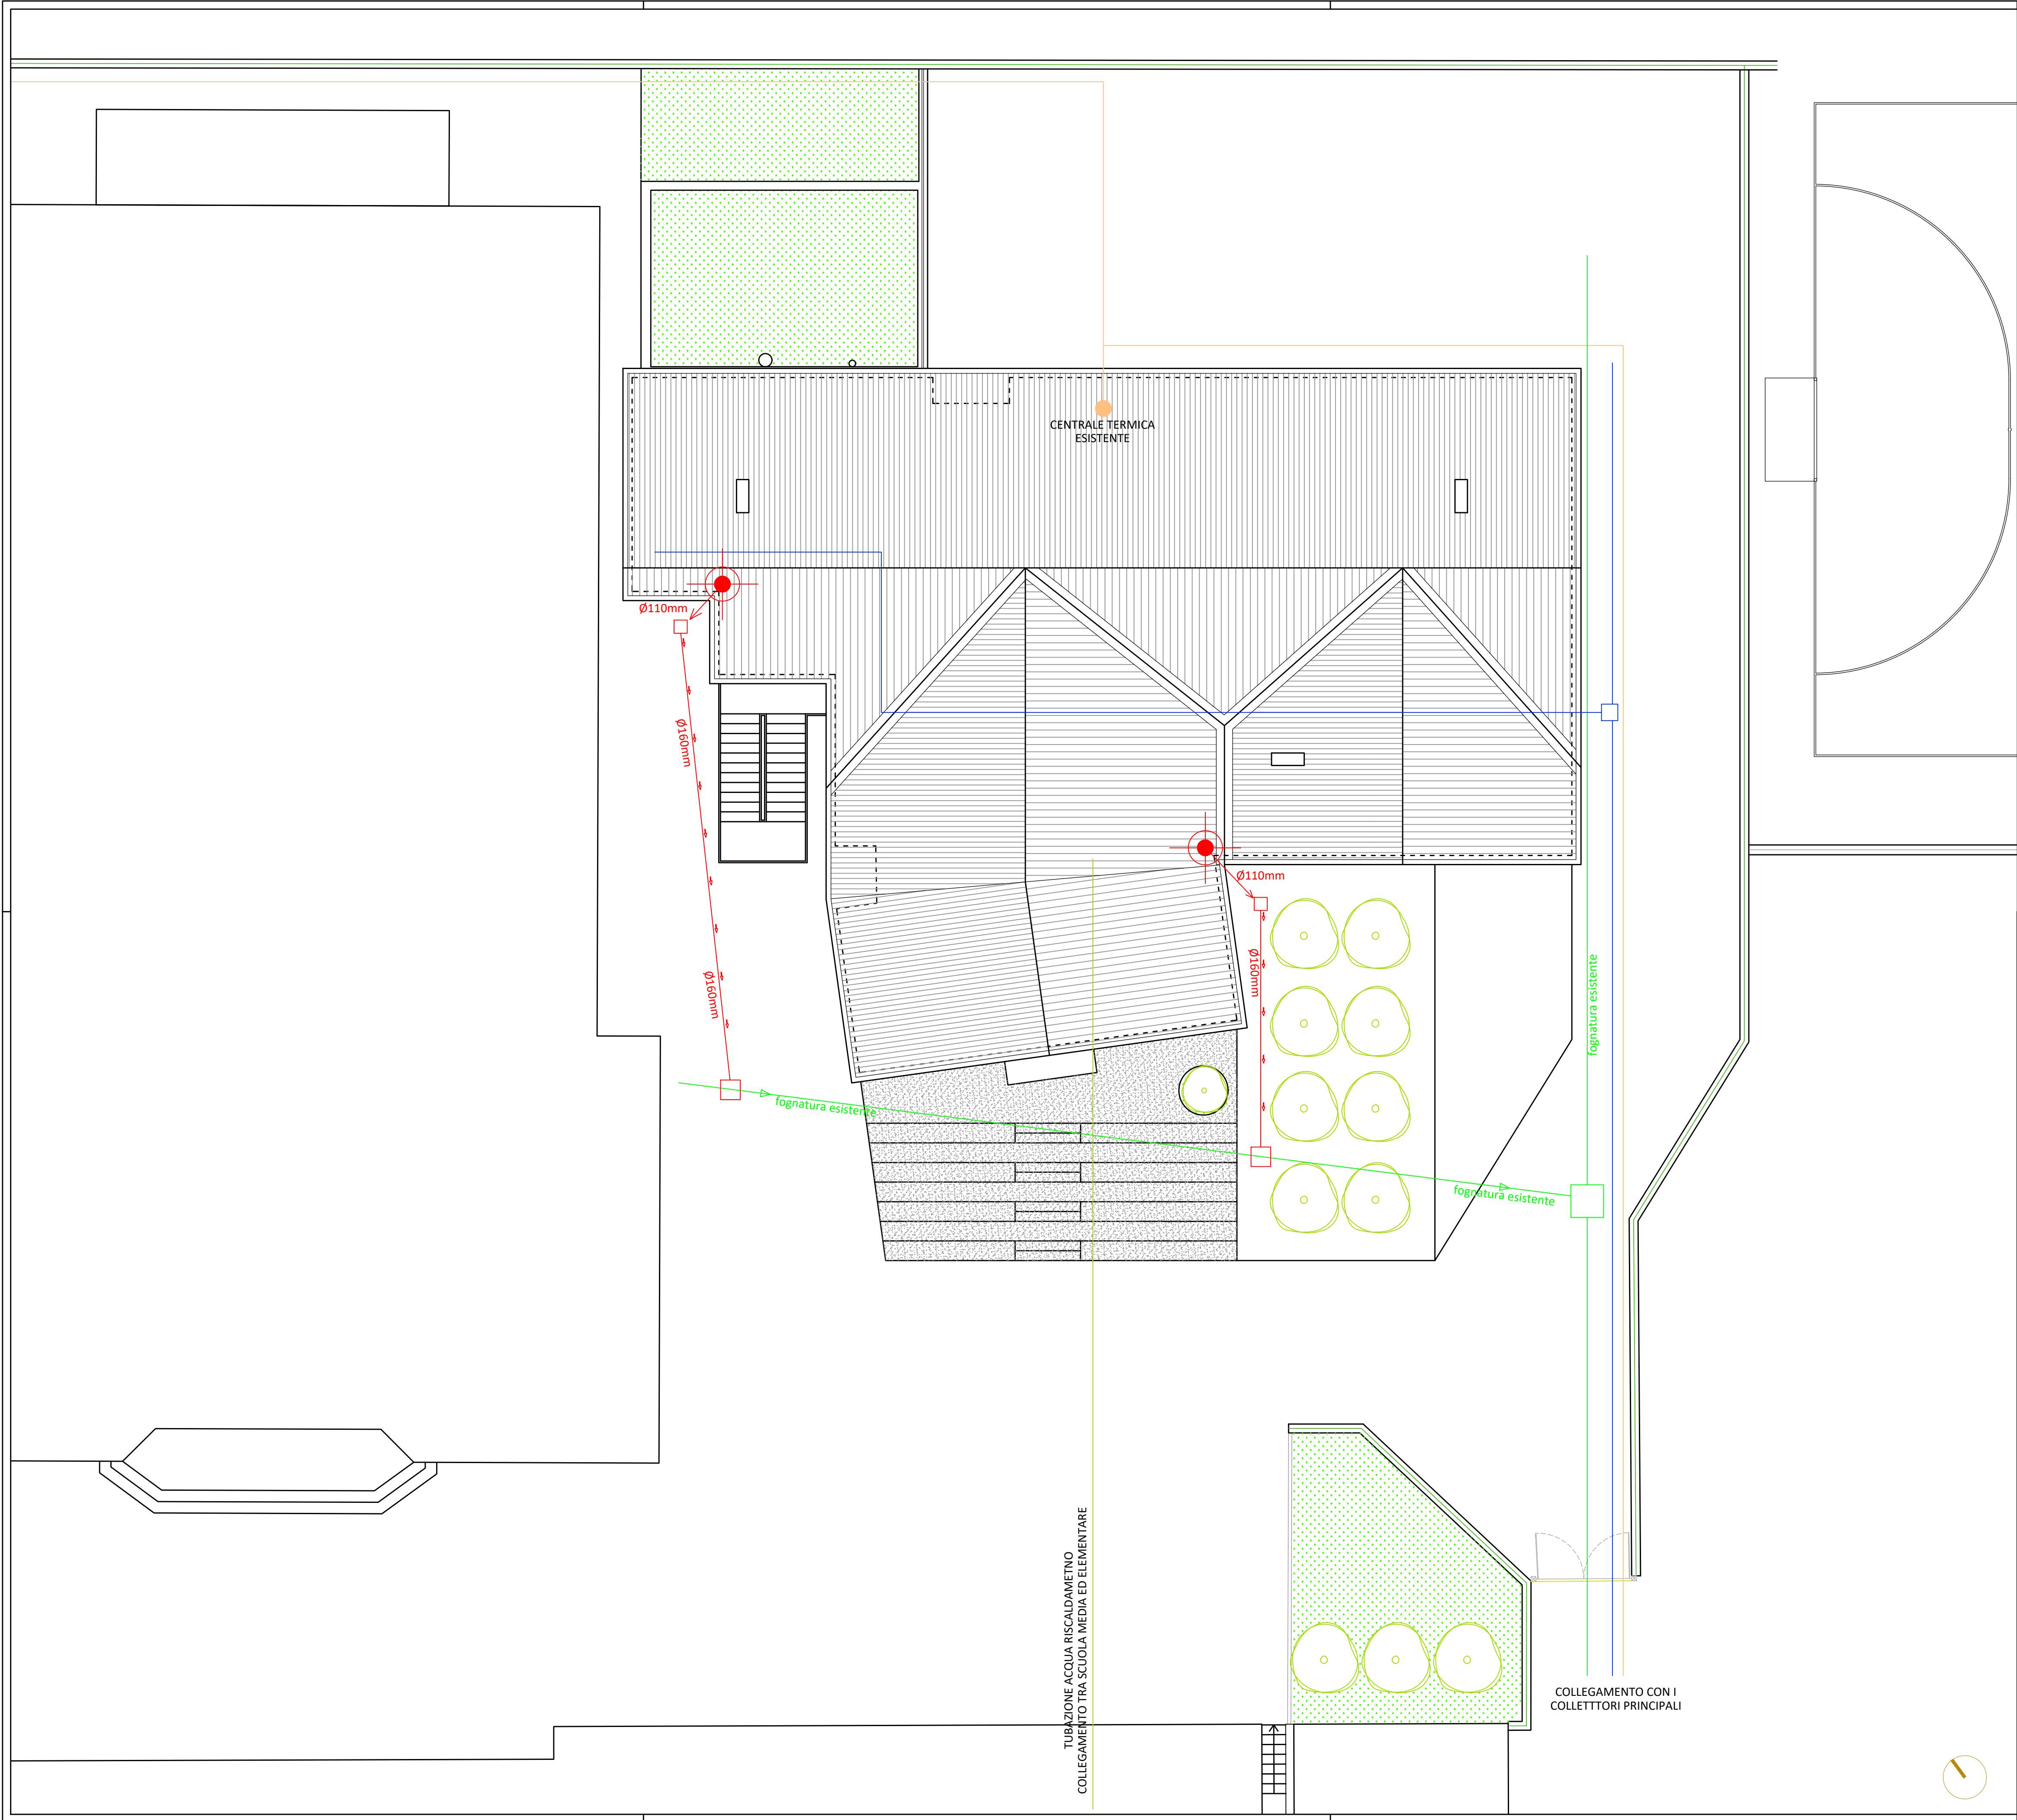 CENTRALE TERMICA
ESISTENTE
Ø110mm
Ø160mm
Ø110mm
Ø160mm
Ø160mm
fognatura esistente
fognatura esistente
fognatura esistente
TUBAZIONE ACQUA RISCALDAMETNO
COLLEGAMENTO TRA SCUOLA MEDIA ED ELEMENTARE
COLLEGAMENTO CON I
COLLETTTORI PRINCIPALI